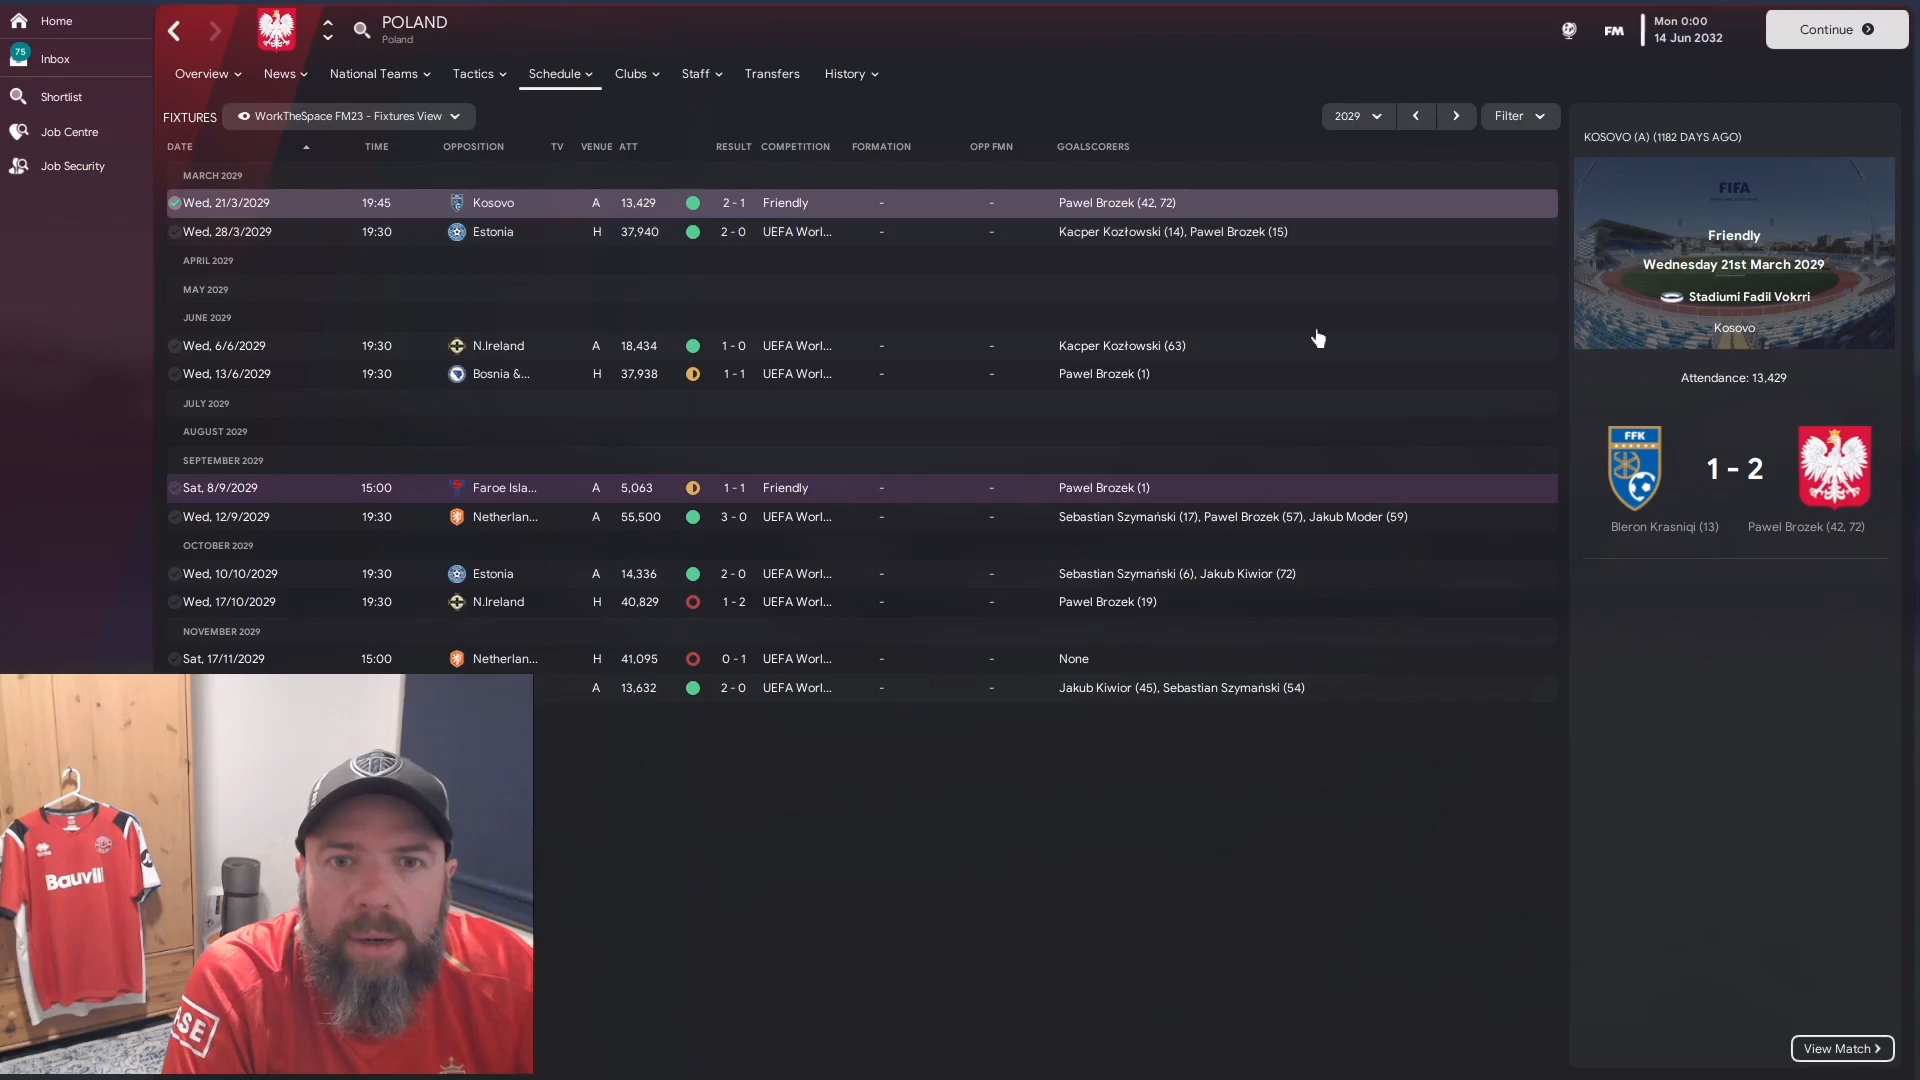 Home
75
Inbox
Shortlist
Job Centre
Job Security
POLAND
Poland
FM
Mon 0:00
14 Jun 2032
Continue
Overview
News
National Teams
Tactics
Schedule
Clubs
Staff
Transfers
History
FIXTURES
WorkTheSpace FM23 - Fixtures View
2029
Filter
DATE TIME OPPOSITION TV VENUE ATT RESULT COMPETITION FORMATION OPP FMN GOALSCORERS
MARCH 2029
Wed, 21/3/2029 19:45 Kosovo A 13,429 2 - 1 Friendly - - Pawel Brozek (42, 72)
Wed, 28/3/2029 19:30 Estonia H 37,940 2 - 0 UEFA Worl... - - Kacper Kozłowski (14), Pawel Brozek (15)
APRIL 2029
MAY 2029
JUNE 2029
Wed, 6/6/2029 19:30 N.Ireland A 18,434 1 - 0 UEFA Worl... - - Kacper Kozłowski (63)
Wed, 13/6/2029 19:30 Bosnia &... H 37,938 1 - 1 UEFA Worl... - - Pawel Brozek (1)
JULY 2029
AUGUST 2029
SEPTEMBER 2029
Sat, 8/9/2029 15:00 Faroe Isla... A 5,063 1 - 1 Friendly - - Pawel Brozek (1)
Wed, 12/9/2029 19:30 Netherlan... A 55,500 3 - 0 UEFA Worl... - - Sebastian Szymański (17), Pawel Brozek (57), Jakub Moder (59)
OCTOBER 2029
Wed, 10/10/2029 19:30 Estonia A 14,336 2 - 0 UEFA Worl... - - Sebastian Szymański (6), Jakub Kiwior (72)
Wed, 17/10/2029 19:30 N.Ireland H 40,829 1 - 2 UEFA Worl... - - Pawel Brozek (19)
NOVEMBER 2029
Sat, 17/11/2029 15:00 Netherlan... H 41,095 0 - 1 UEFA Worl... - - None
A 13,632 2 - 0 UEFA Worl... - - Jakub Kiwior (45), Sebastian Szymański (54)
KOSOVO (A) (1182 DAYS AGO)
FIFA
Friendly
Wednesday 21st March 2029
Stadiumi Fadil Vokrri
Kosovo
Attendance: 13,429
FFK
1 - 2
Bleron Krasniqi (13)
Pawel Brozek (42, 72)
View Match
Bauvill